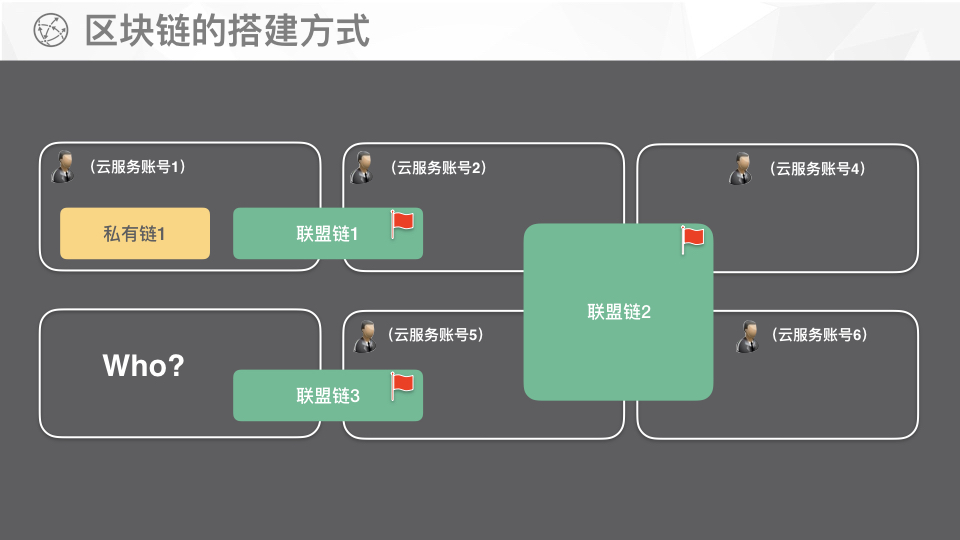 区块链的搭建方式
（云服务账号1）
（云服务账号2）
（云服务账号4）
私有链1
联盟链1
联盟链2
Who?
（云服务账号5）
（云服务账号6）
联盟链3